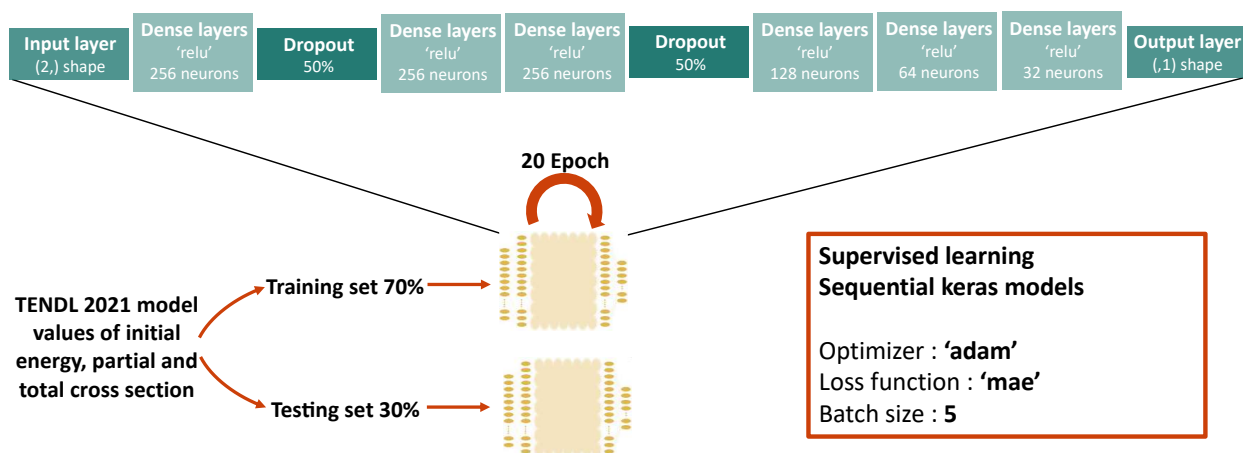 Input layer
(2,) shape
Dense layers
'relu'
256 neurons
Dropout
50%
Dense layers
'relu'
256 neurons
Dense layers
'relu'
256 neurons
Dropout
50%
Dense layers
'relu'
128 neurons
Dense layers
'relu'
64 neurons
Dense layers
'relu'
32 neurons
Output layer
(,1) shape
20 Epoch
TENDL 2021 model
values of initial
energy, partial and
total cross section
Training set 70%
Testing set 30%
Supervised learning
Sequential keras models
Optimizer : 'adam'
Loss function : 'mae'
Batch size : 5